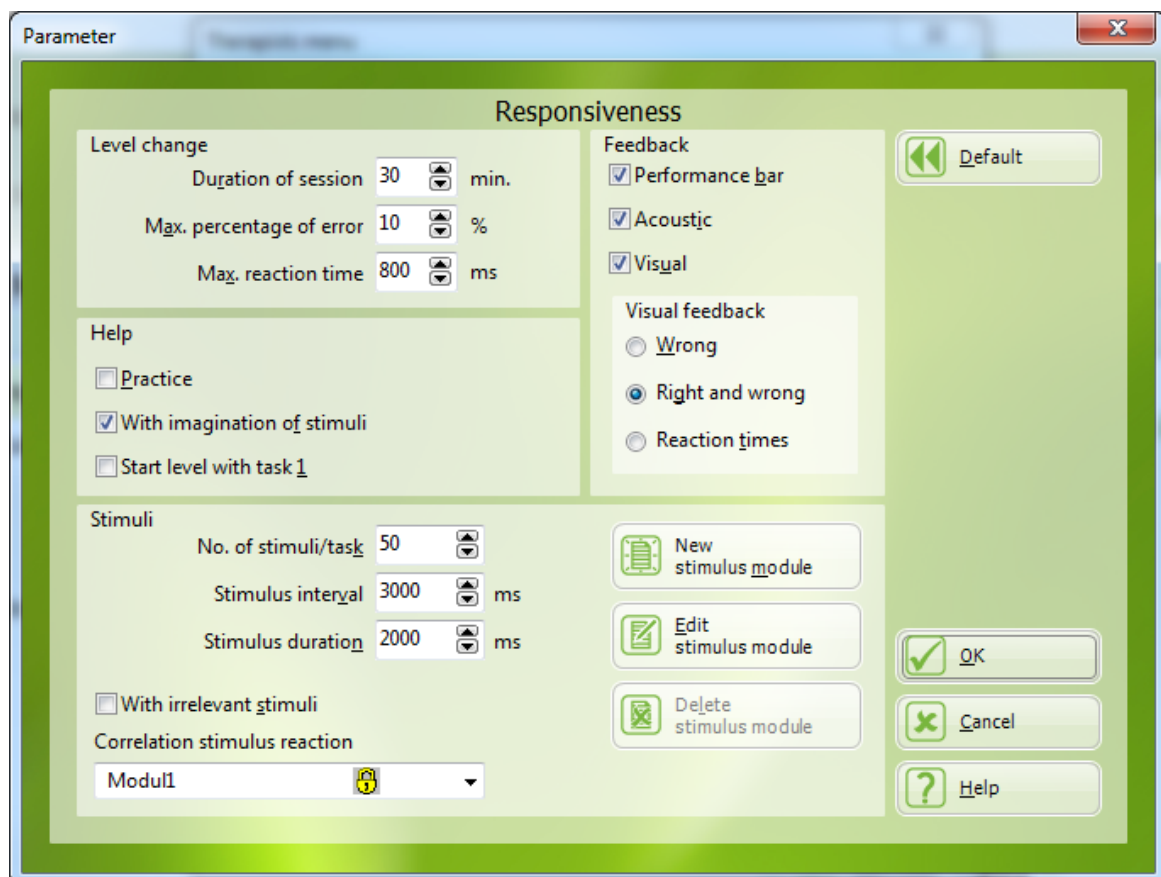 Parameter
Therapists menu
Responsiveness
Level change
Duration of session 30 min.
Max. percentage of error 10 %
Max. reaction time 800 ms
Help
Practice
With imagination of stimuli
Start level with task 1
Feedback
Performance bar
Acoustic
Visual
Visual feedback
Wrong
Right and wrong
Reaction times
Stimuli
No. of stimuli/task 50
Stimulus interval 3000 ms
Stimulus duration 2000 ms
With irrelevant stimuli
Correlation stimulus reaction
Modul1
New
stimulus module
Edit
stimulus module
Delete
stimulus module
Default
OK
Cancel
Help